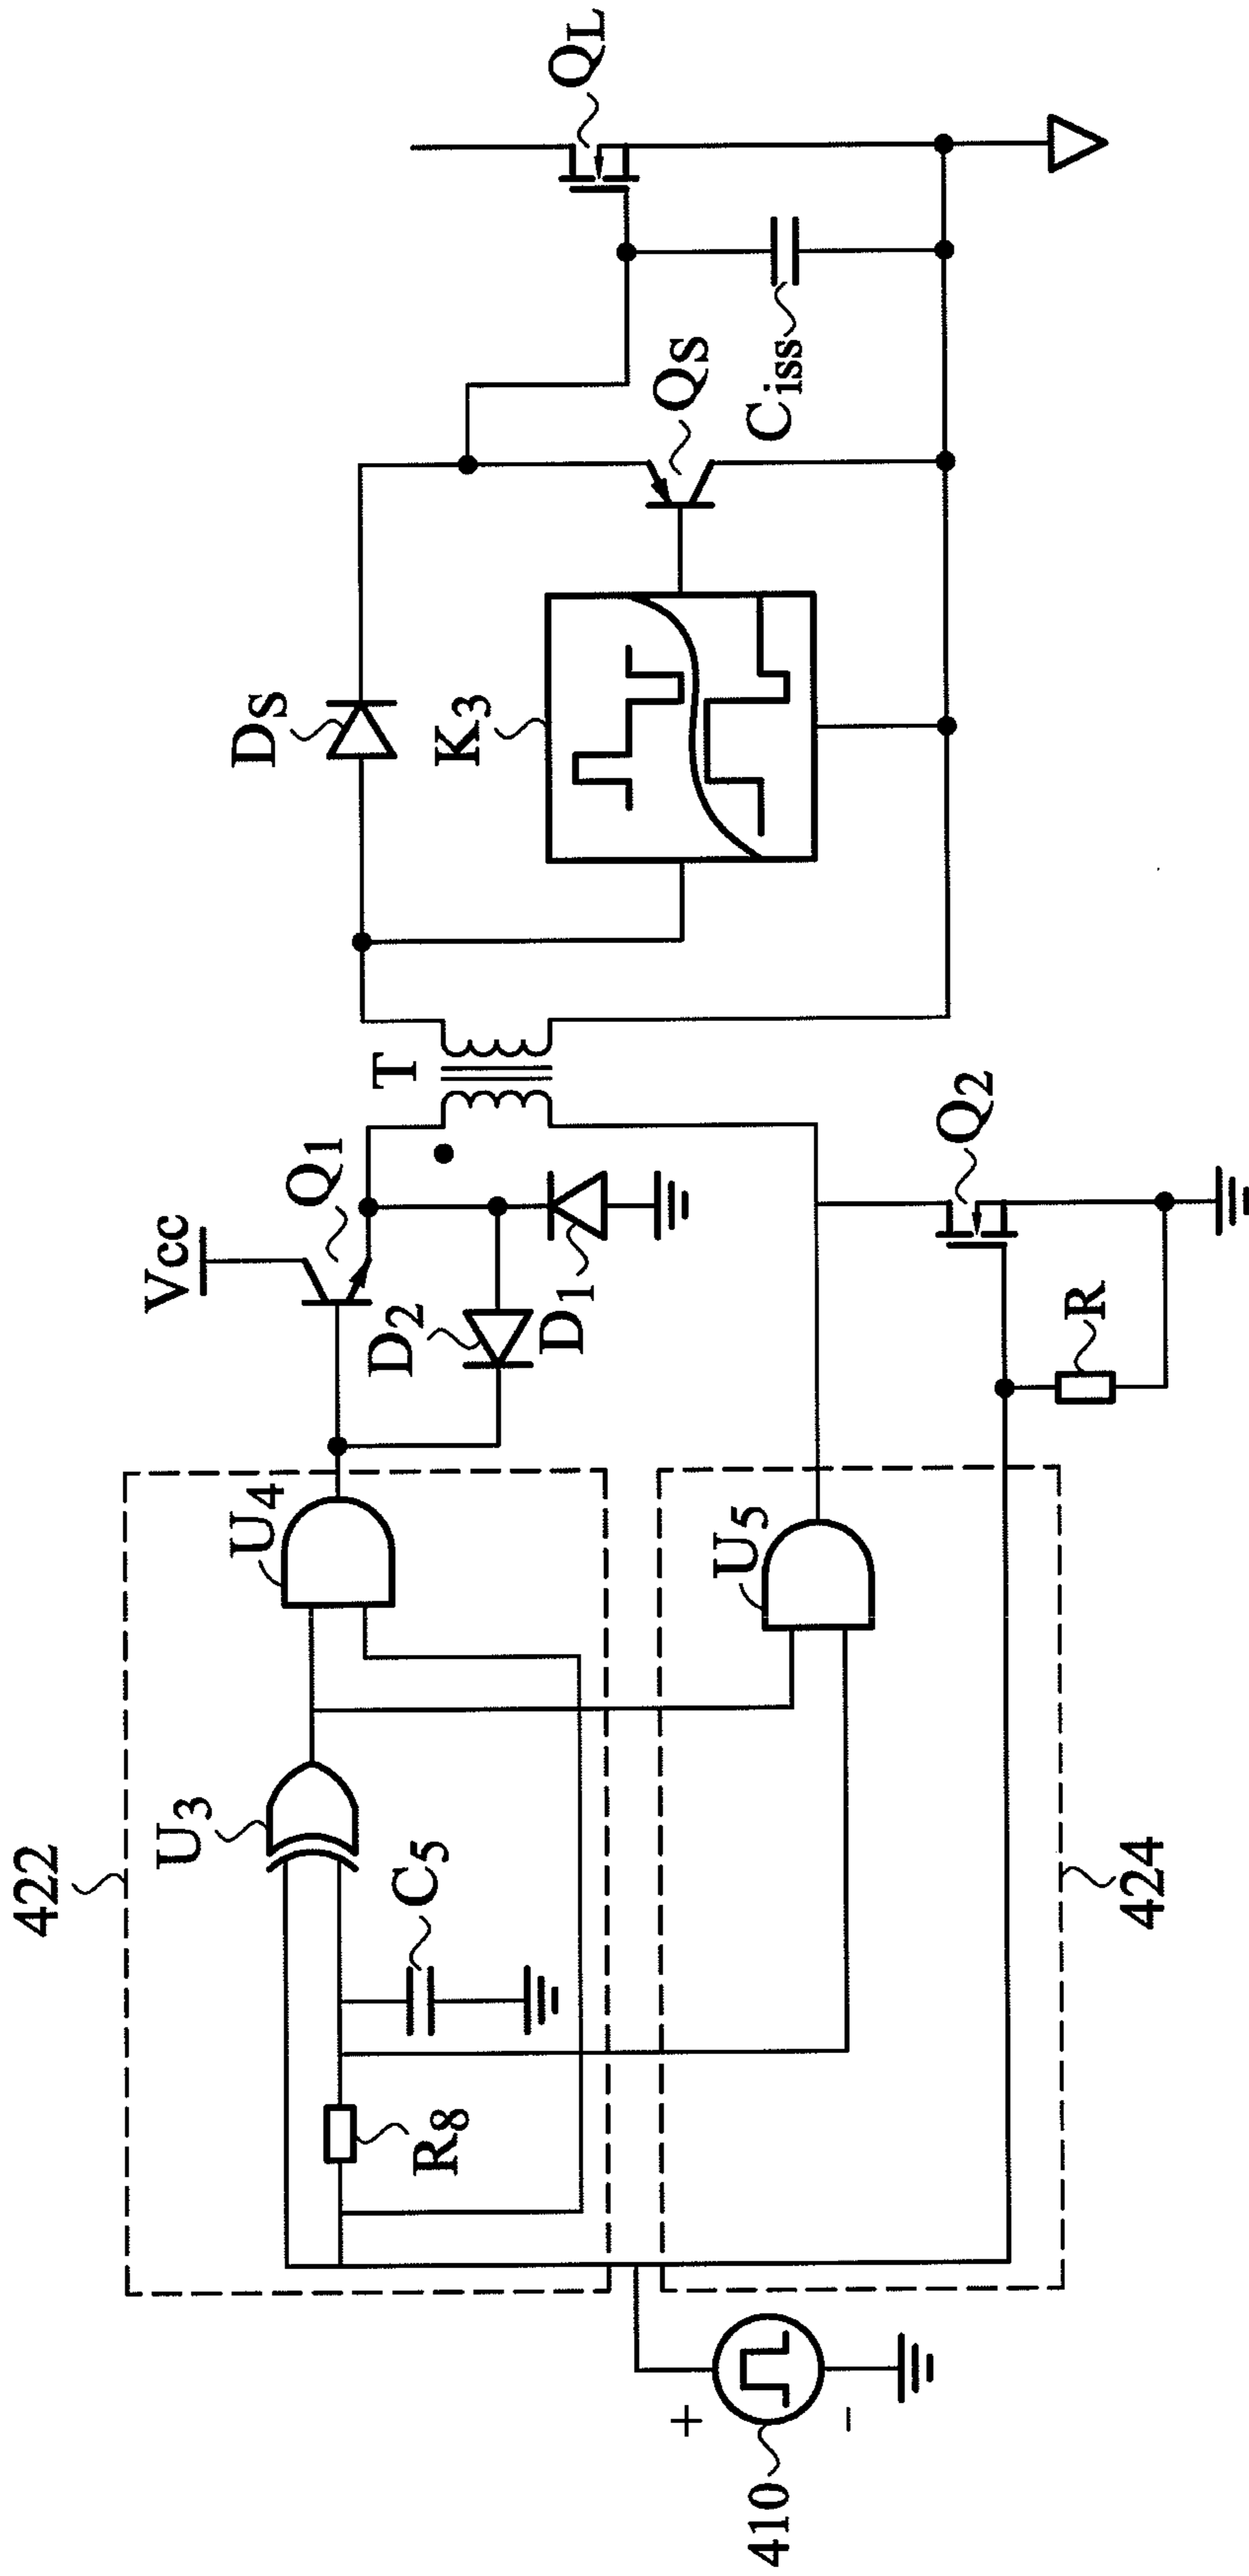 422
U3
U4
Vcc
Q1
T
DS
QL
C5
R8
D2
D1
K3
QS
Ciss
410
+
-
U5
Q2
R
424